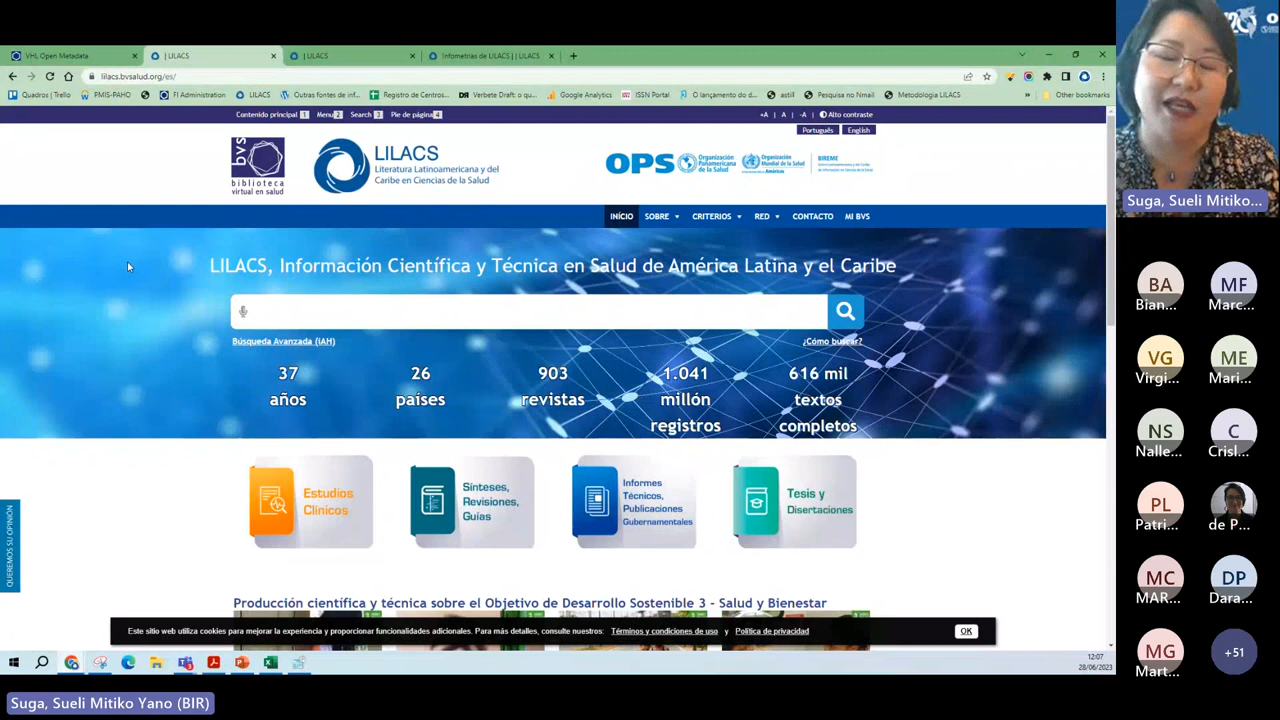 VHL Open Metadata
| LILACS
| LILACS
Infometrias de LILACS | | LILACS
lilacs.bvsalud.org/es/
Quadros | Trello
PMIS-PAHO
FI Administration
LILACS
Outras fontes de inf...
Registro de Centros...
Verbete Draft: o qu...
Google Analytics
ISSN Portal
O lançamento do d...
astill
Pesquisa no Nmail
Metodologia LILACS
»
Other bookmarks
Contenido principal 1 Menu 2 Search 3 Pie de página 4
+A | A | -A | Alto contraste
Português English
bvs
biblioteca
virtual en salud
LILACS
Literatura Latinoamericana y del
Caribe en Ciencias de la Salud
OPS
Organización
Panamericana
de la Salud
Organización
Mundial de la Salud
Américas
BIREME
INÍCIO SOBRE CRITERIOS RED CONTACTO MI BVS
LILACS, Información Científica y Técnica en Salud de América Latina y el Caribe
Búsqueda Avanzada (iAH)
¿Cómo buscar?
37
años
26
países
903
revistas
1.041
millón
registros
616 mil
textos
completos
Estudios
Clínicos
Sínteses,
Revisiones,
Guías
Informes
Técnicos,
Publicaciones
Gubernamentales
Tesis y
Disertaciones
QUEREMOS SU OPINIÓN
Producción científica y técnica sobre el Objetivo de Desarrollo Sostenible 3 - Salud y Bienestar
Este sitio web utiliza cookies para mejorar la experiencia y proporcionar funcionalidades adicionales. Para más detalles, consulte nuestros: Términos y condiciones de uso y Política de privacidad
OK
12:07
28/06/2023
Suga, Sueli Mitiko Yano (BIR)
Suga, Sueli Mitiko...
BA
Bian...
MF
Marc...
VG
Virgi...
ME
Mari...
NS
Nalle...
C
Crisl...
PL
Patri...
de P...
MC
MAR...
DP
Dara...
MG
Mart...
+51